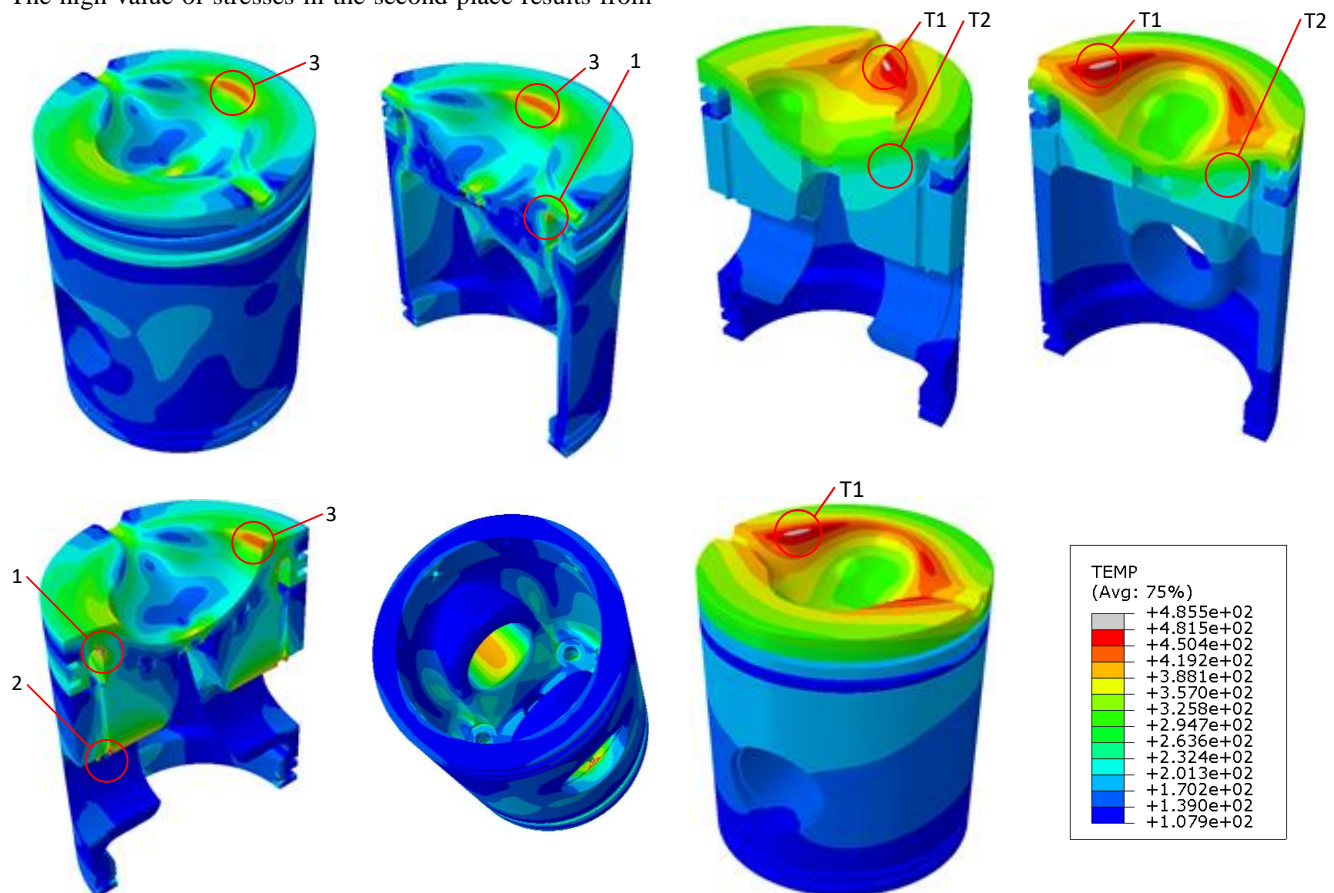 The high value of stresses in the second place results from
3
3
1
T1
T2
T1
T2
1
2
3
T1
TEMP
(Avg: 75%)
+4.855e+02
+4.815e+02
+4.504e+02
+4.192e+02
+3.881e+02
+3.570e+02
+3.258e+02
+2.947e+02
+2.636e+02
+2.324e+02
+2.013e+02
+1.702e+02
+1.390e+02
+1.079e+02